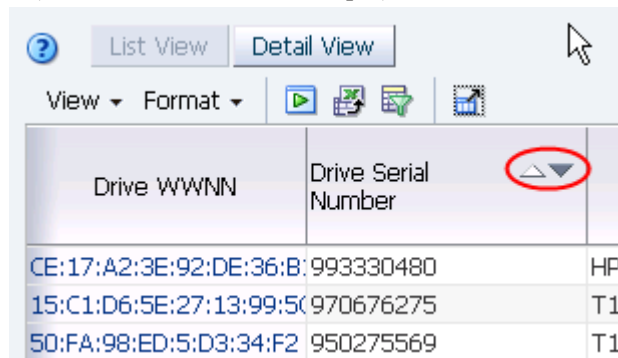 List View Detail View
View Format
Drive WWNN Drive Serial
Number
CE:17:A2:3E:92:DE:36:B 993330480 HP
15:C1:D6:5E:27:13:99:5 970676275 T1
50:FA:98:ED:5:D3:34:F2 950275569 T1